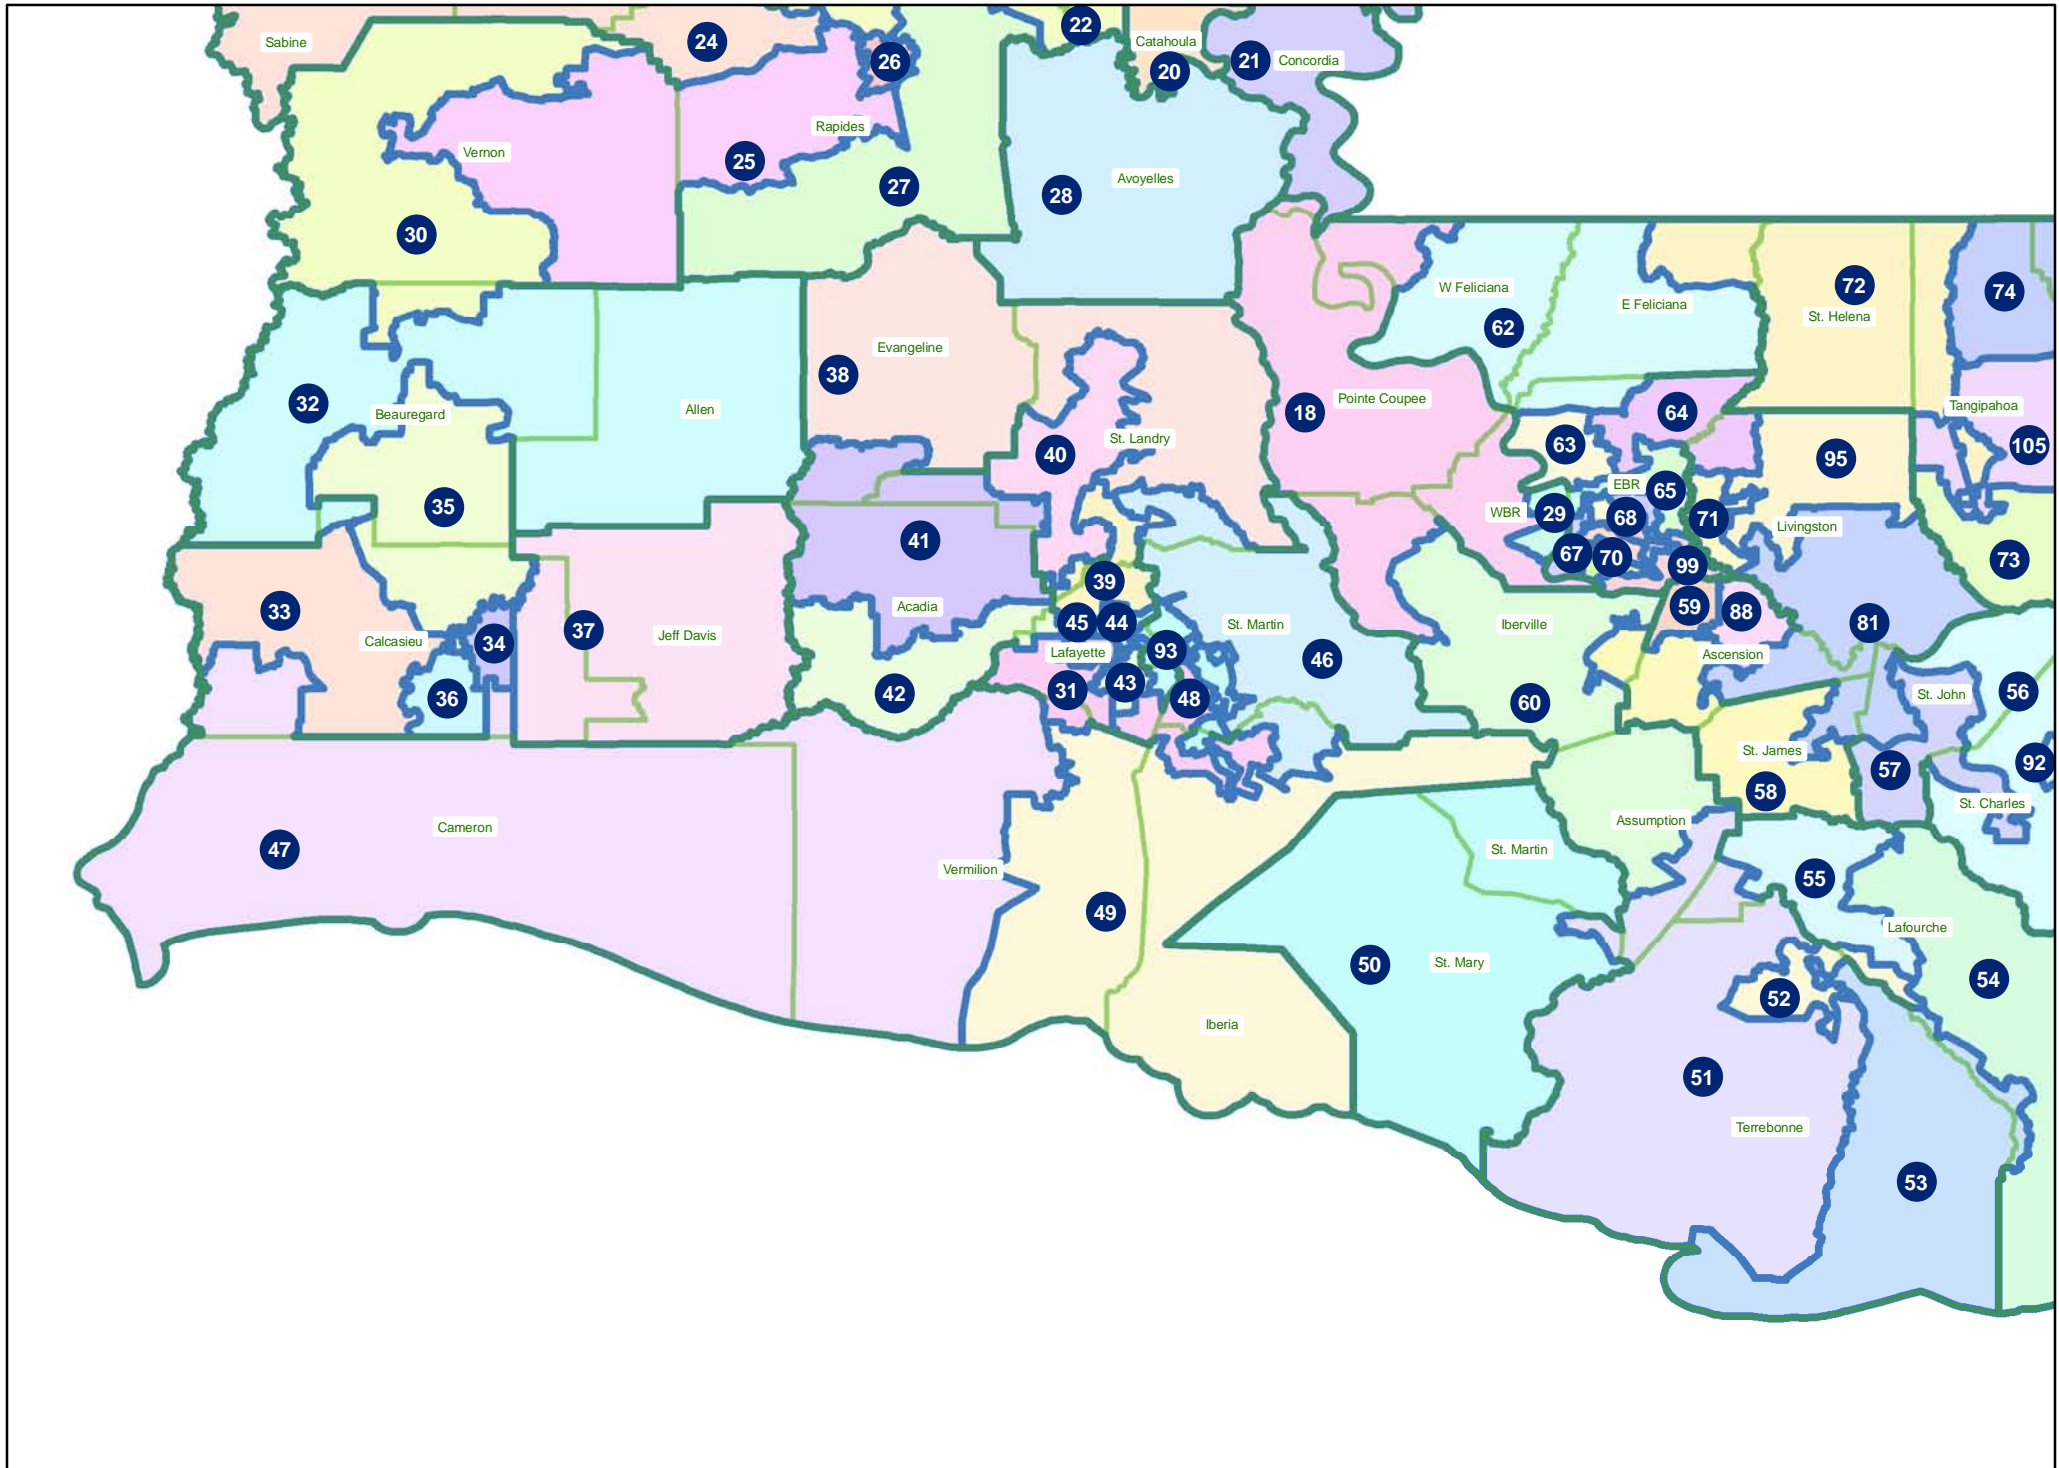 22
24
Sabine
Catahoula
21
Concordia
26
20
Rapides
Vernon
25
Avoyelles
27
28
30
74
72
W Feliciana
E Feliciana
St. Helena
62
Evangeline
38
Pointe Coupee
32
Allen
Beauregard
18
64
Tangipahoa
St. Landry
63
105
40
95
EBR
65
35
WBR
29
68
71
Livingston
41
67
70
73
99
39
33
Acadia
59
88
45
44
St. Martin
Iberville
81
37
Jeff Davis
Calcasieu
34
Lafayette
93
46
Ascension
43
31
42
36
48
60
St. John
56
St. James
92
57
58
St. Charles
Assumption
Cameron
47
St. Martin
Vermilion
55
49
Lafourche
50
St. Mary
54
52
Iberia
51
Terrebonne
53